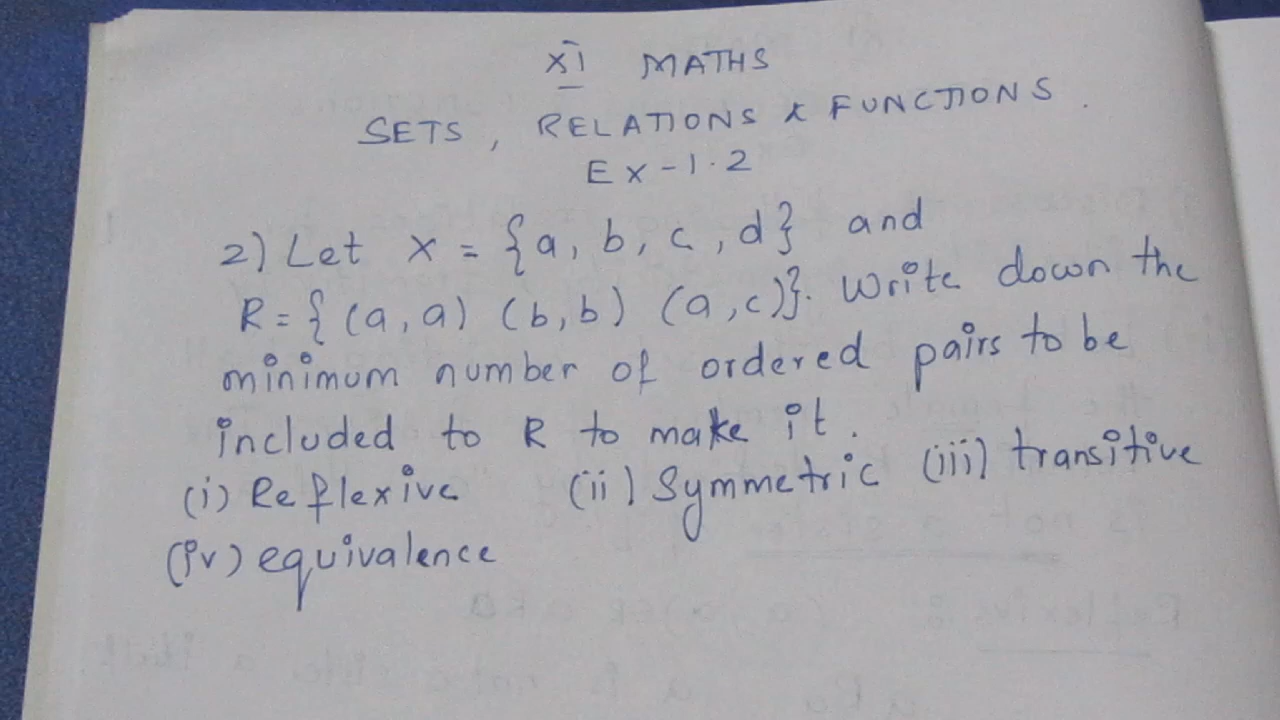 XI MATHS
SETS, RELATIONS & FUNCTIONS.
Ex-1.2
2) Let X = {a, b, c, d} and
R = { (a, a) (b, b) (a, c)}. Write down the
minimum number of ordered pairs to be
included to R to make it.
(i) Reflexive (ii) Symmetric (iii) transitive
(iv) equivalence